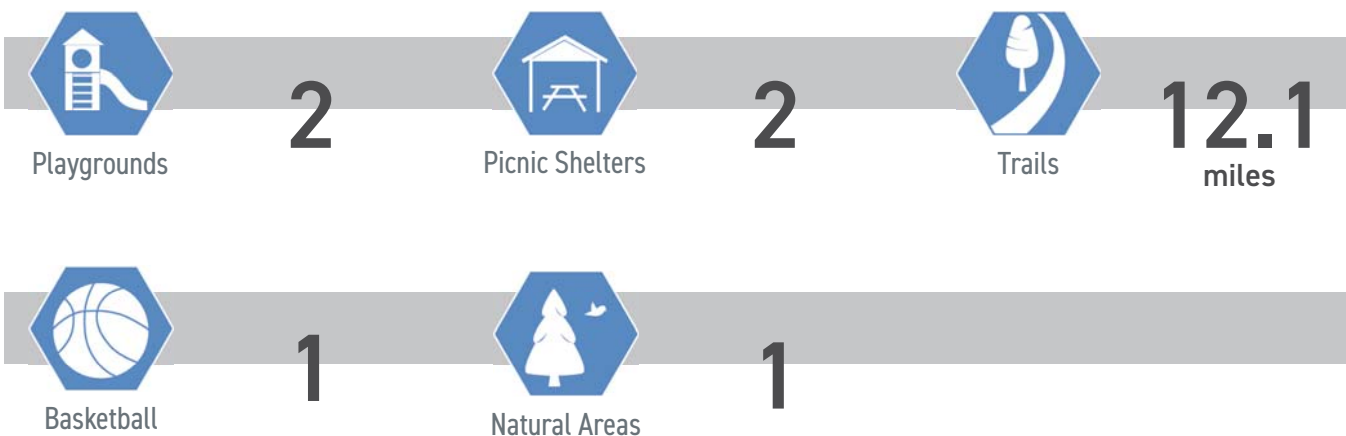 2
2
12.1
Playgrounds
Picnic Shelters
Trails
miles
1
1
Basketball
Natural Areas